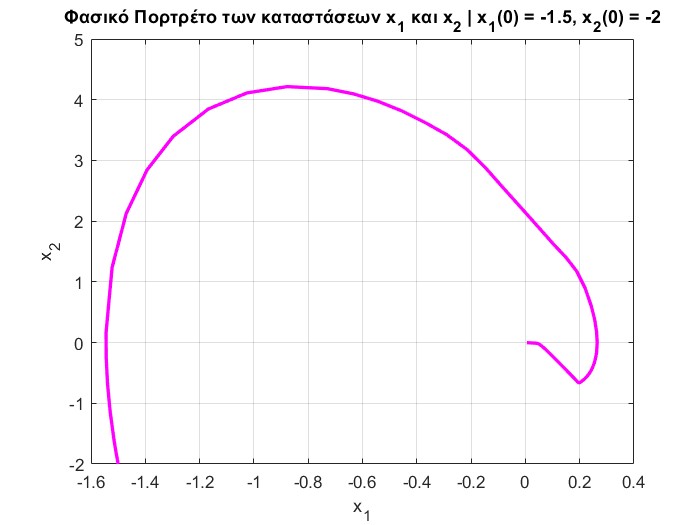 Φασικό Πορτρέτο των καταστάσεων x₁ και x₂ | x₁(0) = -1.5, x₂(0) = -2
5
4
3
2
1
0
-1
-2
x₂
-1.6 -1.4 -1.2 -1 -0.8 -0.6 -0.4 -0.2 0 0.2 0.4
x₁